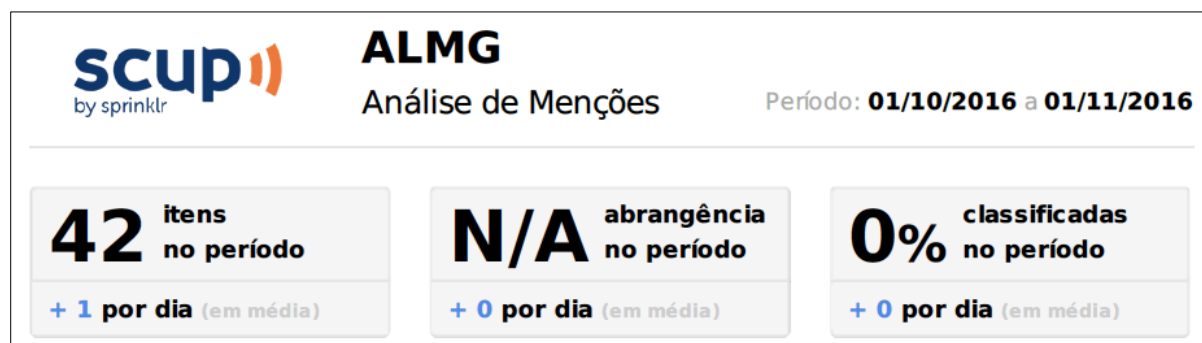 scup
by sprinklr
ALMG
Análise de Menções
Período: 01/10/2016 a 01/11/2016
42 itens
no período
+ 1 por dia (em média)
N/A abrangência
no período
+ 0 por dia (em média)
0% classificadas
no período
+ 0 por dia (em média)